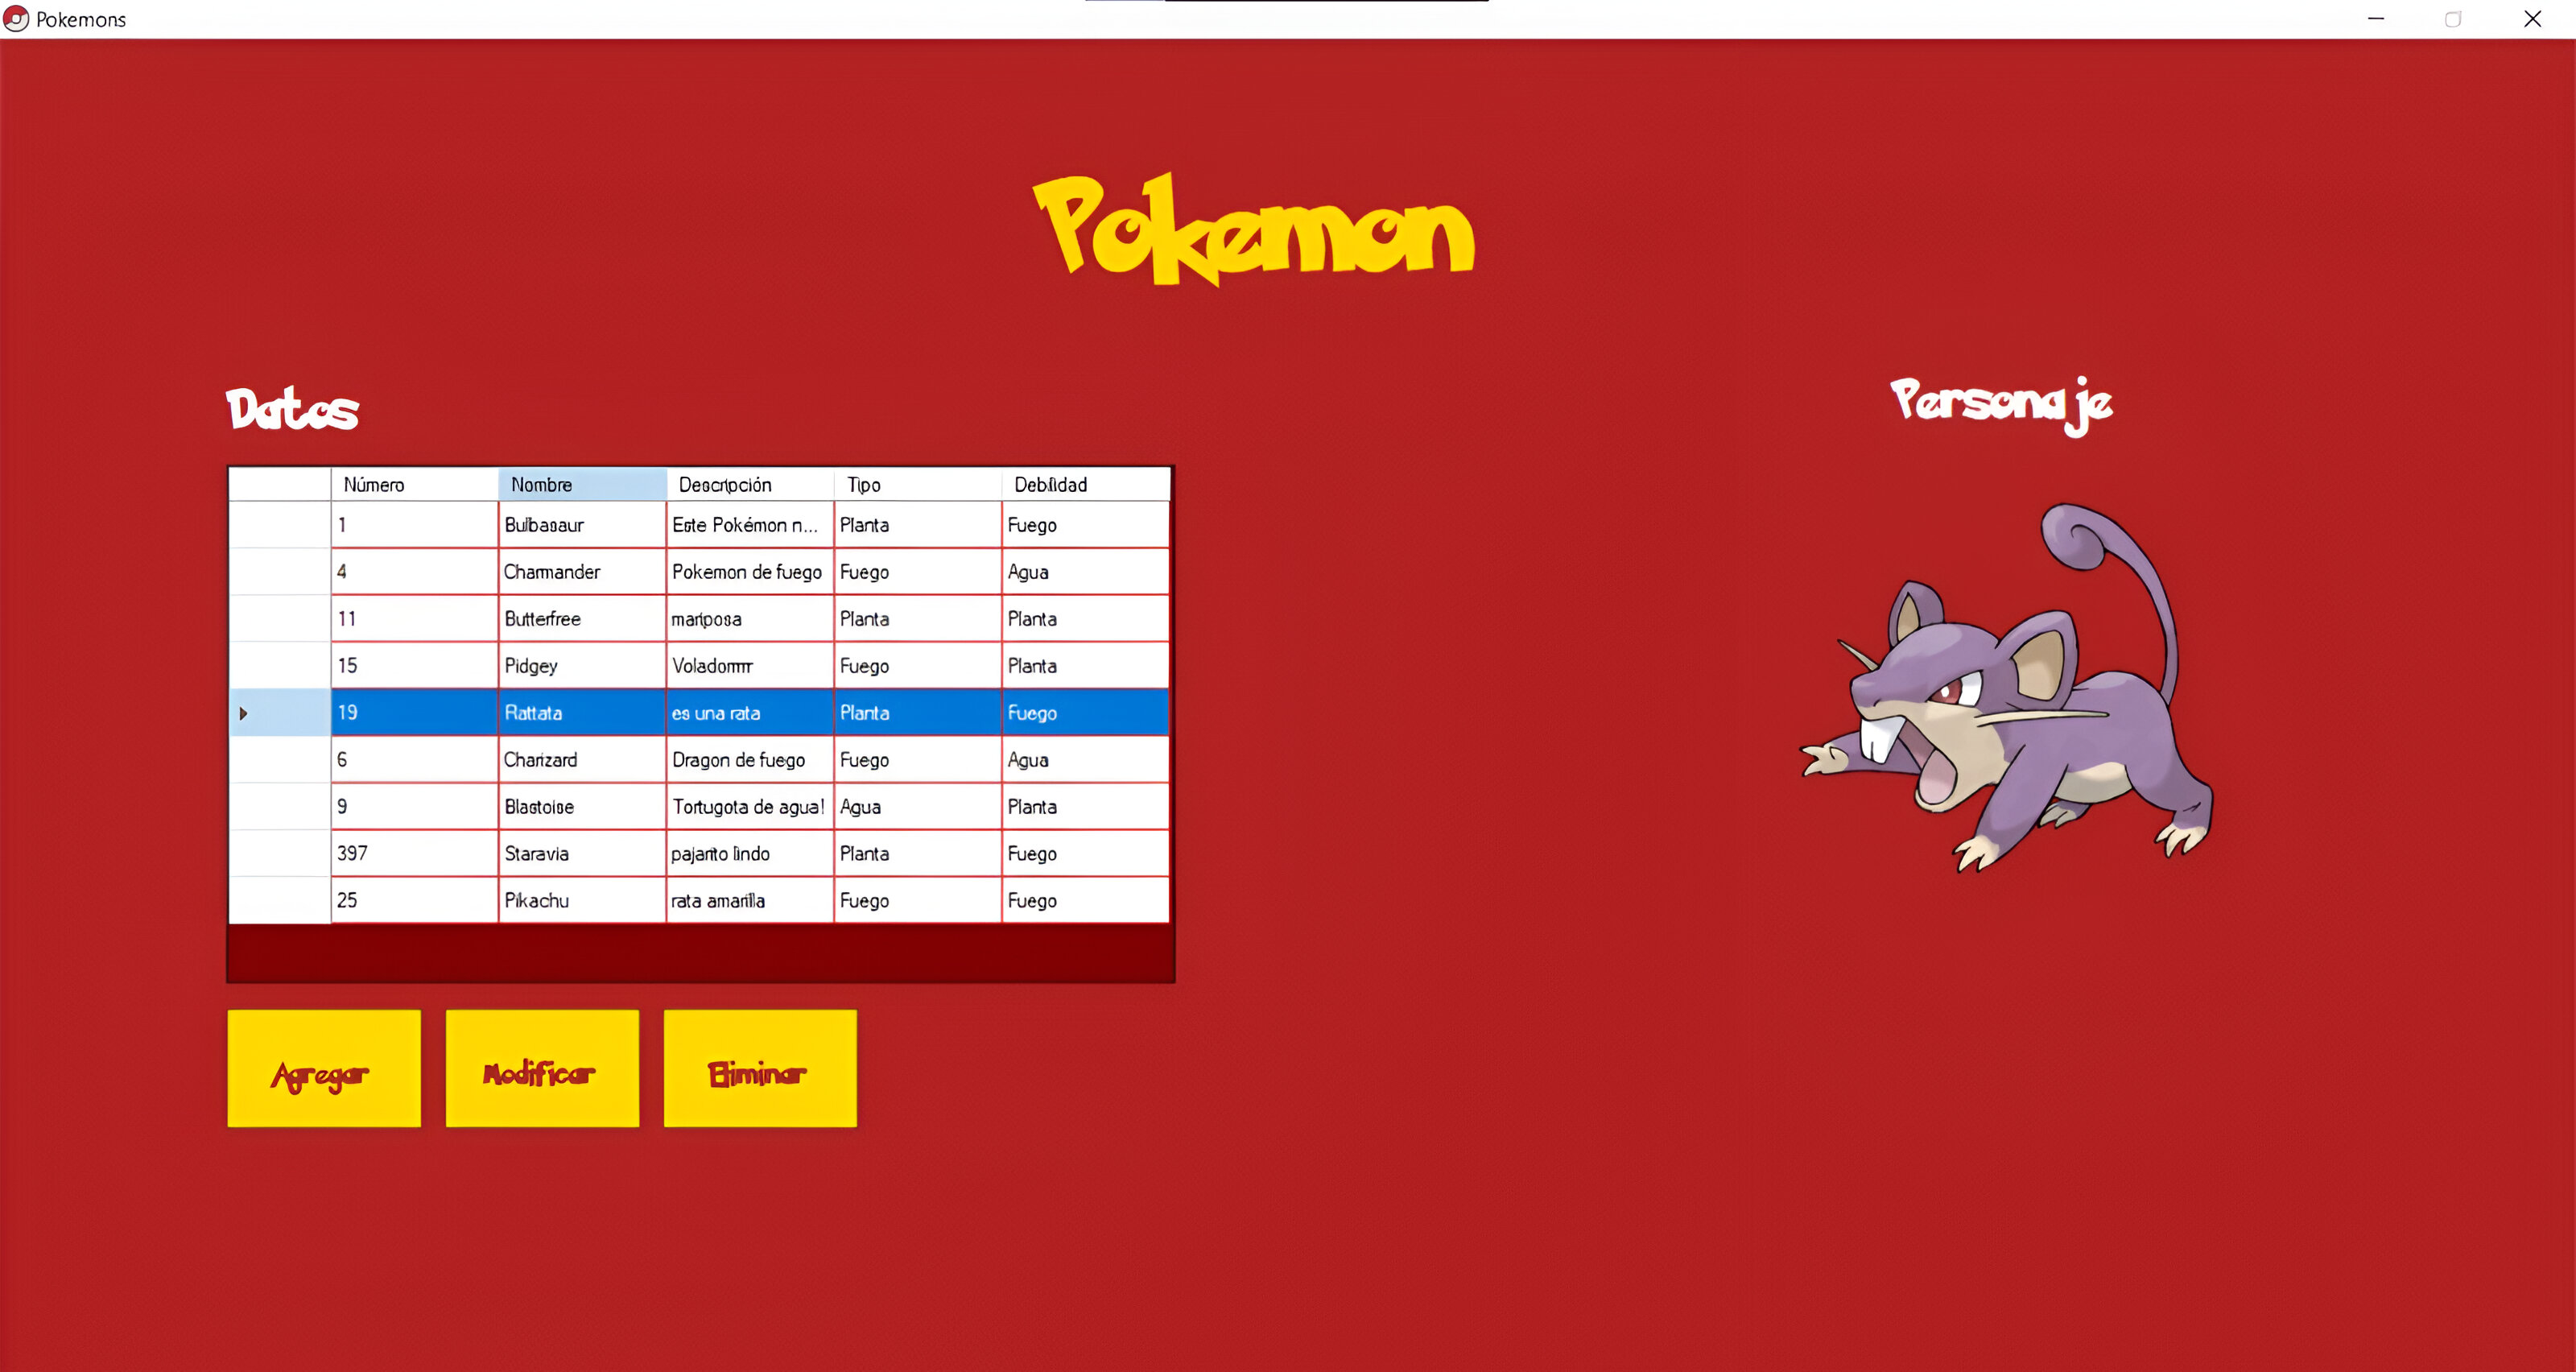 Pokemons
Pokemon
Datos
Personaje
Número Nombre Descripción Tipo Debilidad
1 Bulbasaur Este Pokémon n... Planta Fuego
4 Charmander Pokemon de fuego Fuego Agua
11 Butterfree mariposa Planta Planta
15 Pidgey Voladorrrr Fuego Planta
19 Rattata es una rata Planta Fuego
6 Charizard Dragon de fuego Fuego Agua
9 Blastoise Tortugota de agua! Agua Planta
397 Staravia pajarito lindo Planta Fuego
25 Pikachu rata amarilla Fuego Fuego
Agregar Modificar Eliminar